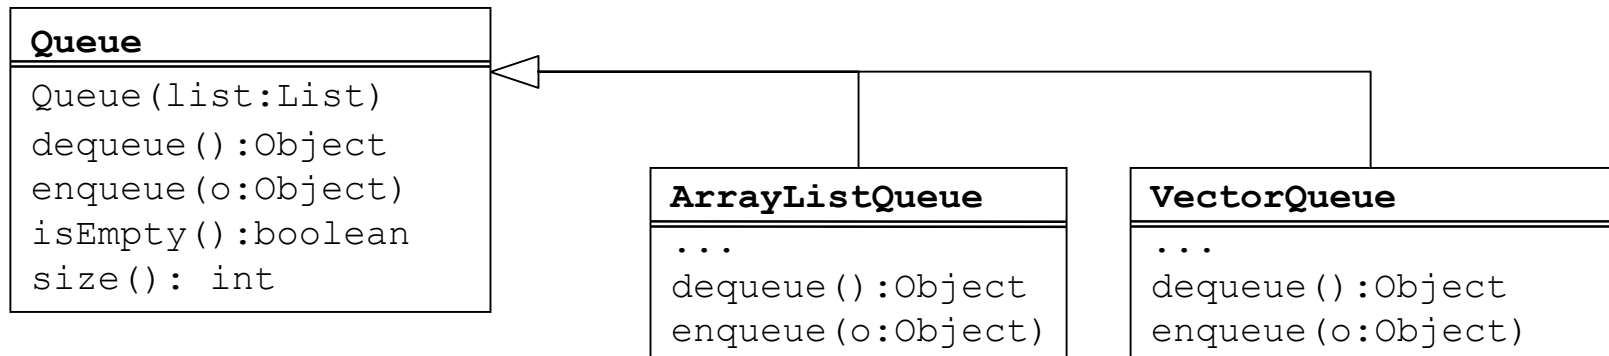 Queue
Queue(list:List)
dequeue():Object
enqueue(o:Object)
isEmpty():boolean
size(): int
ArrayListQueue
...
dequeue():Object
enqueue(o:Object)
VectorQueue
...
dequeue():Object
enqueue(o:Object)